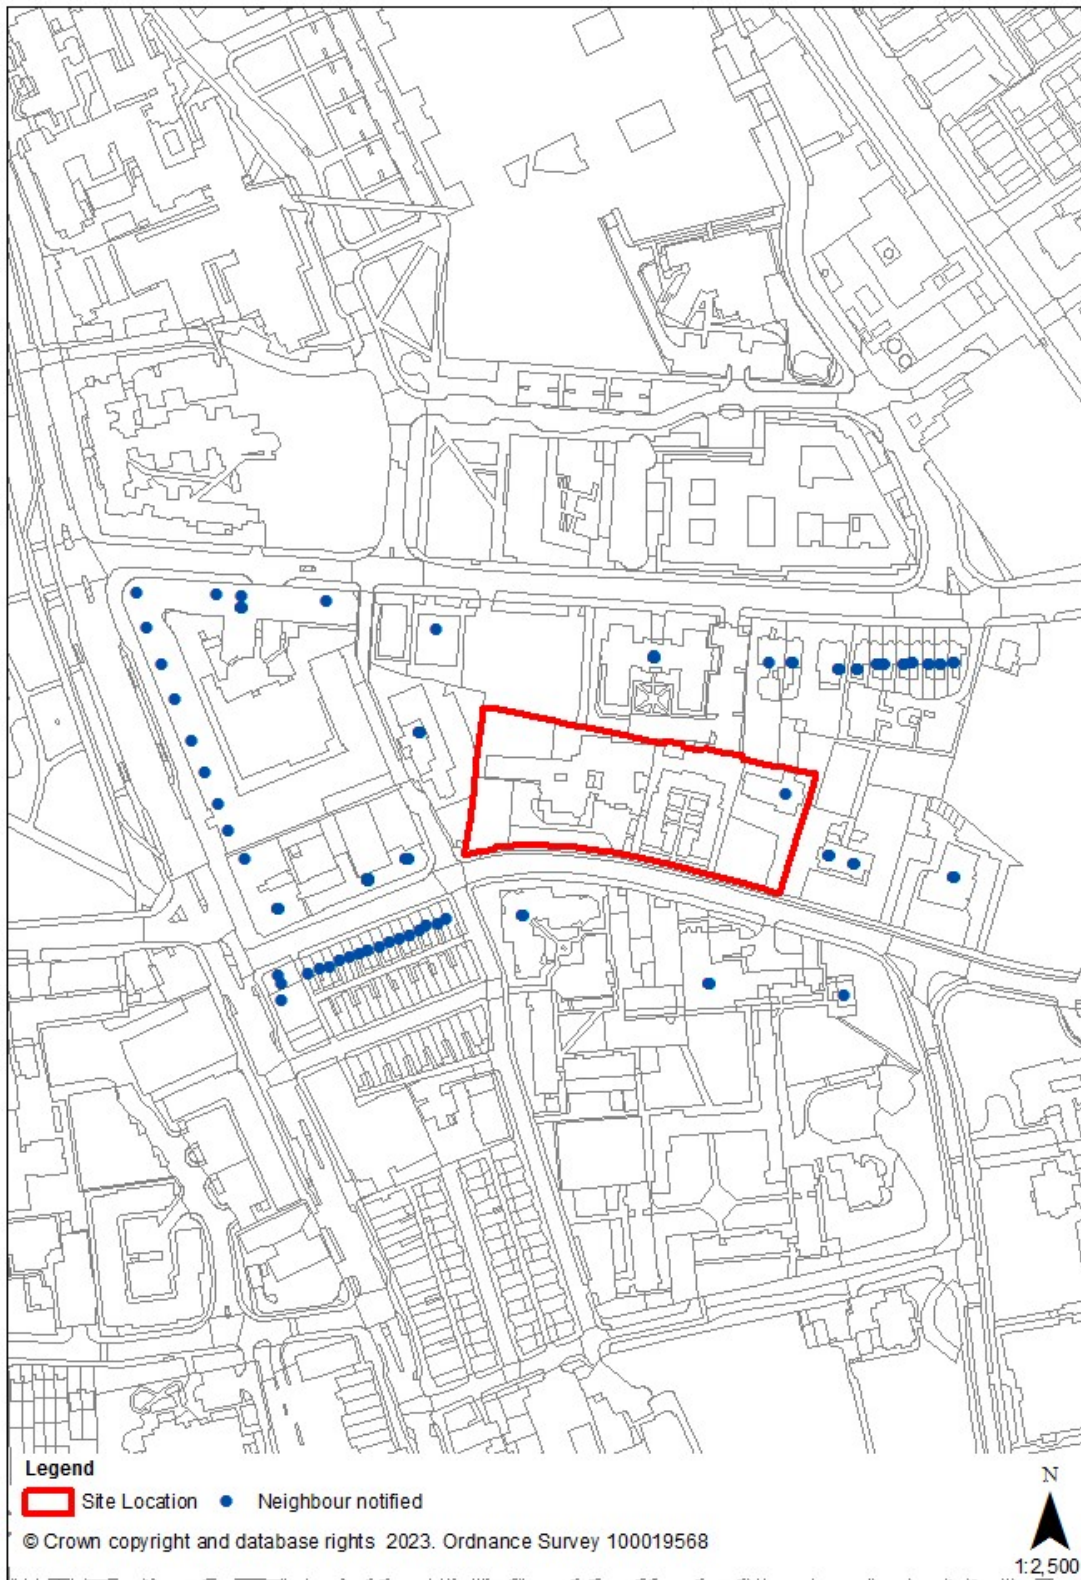 Legend
Site Location Neighbour notified
© Crown copyright and database rights 2023. Ordnance Survey 100019568
N
1:2,500